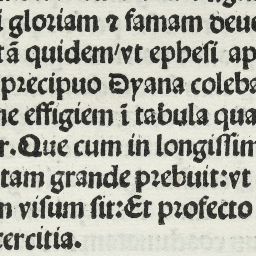 i gloriam ⁊ famam deue
tā quidem/vt ephesi ap
precipuo Dyana coleba
ne effigiem ī tabula qua
r. Que cum in longissim
tam grande prebuit: vt
n visum sit: Et profecto
ercitia.